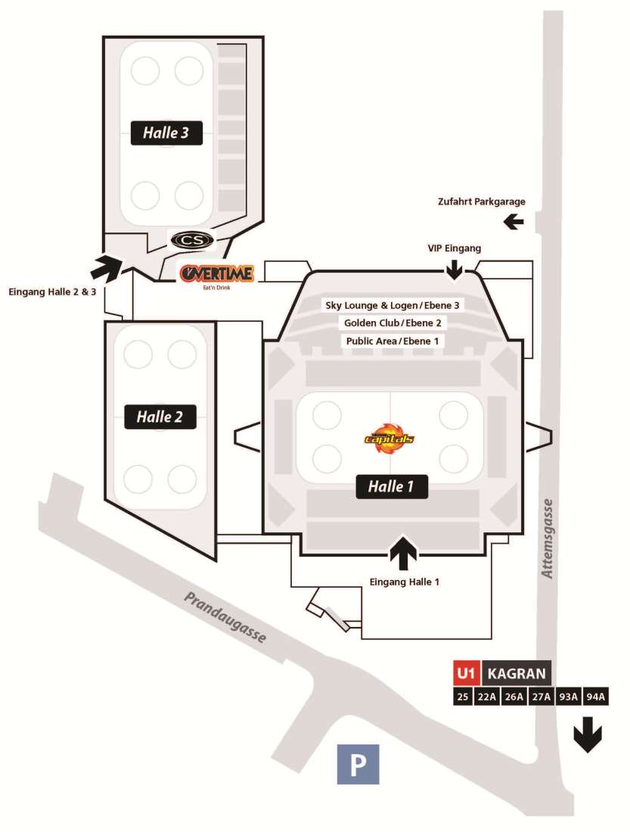 Halle 3
Zufahrt Parkgarage
CS
VIP Eingang
OVERTIME
Eat'n Drink
Eingang Halle 2 & 3
Sky Lounge & Logen / Ebene 3
Golden Club / Ebene 2
Public Area / Ebene 1
Halle 2
capitals
Halle 1
Attemsgasse
Eingang Halle 1
Prandaugasse
U1 KAGRAN
25 22A 26A 27A 93A 94A
P